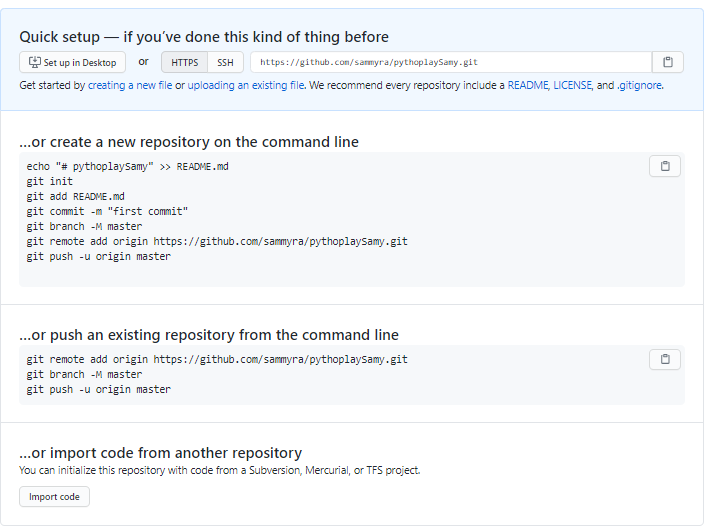 Quick setup — if you've done this kind of thing before
Set up in Desktop or HTTPS SSH https://github.com/sammyra/pythoplaySamy.git
Get started by creating a new file or uploading an existing file. We recommend every repository include a README, LICENSE, and .gitignore.
…or create a new repository on the command line
echo "# pythoplaySamy" >> README.md
git init
git add README.md
git commit -m "first commit"
git branch -M master
git remote add origin https://github.com/sammyra/pythoplaySamy.git
git push -u origin master
…or push an existing repository from the command line
git remote add origin https://github.com/sammyra/pythoplaySamy.git
git branch -M master
git push -u origin master
…or import code from another repository
You can initialize this repository with code from a Subversion, Mercurial, or TFS project.
Import code